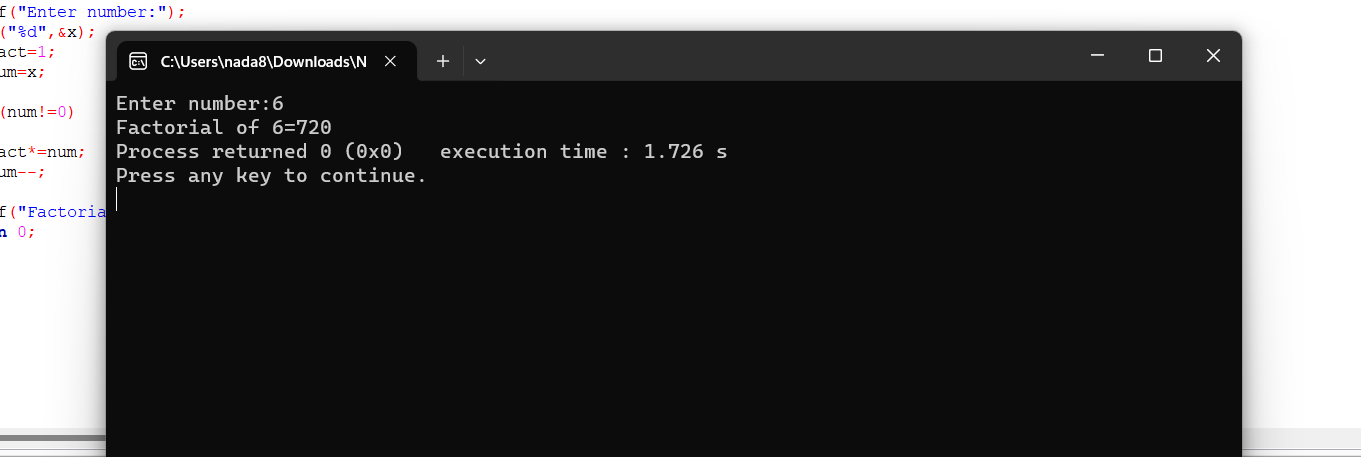 f("Enter number:");
("%d",&x);
act=1;
um=x;
(num!=0)
act*=num;
um--;
f("Factoria
n 0;
C:\Users\nada8\Downloads\N
Enter number:6
Factorial of 6=720
Process returned 0 (0x0)   execution time : 1.726 s
Press any key to continue.